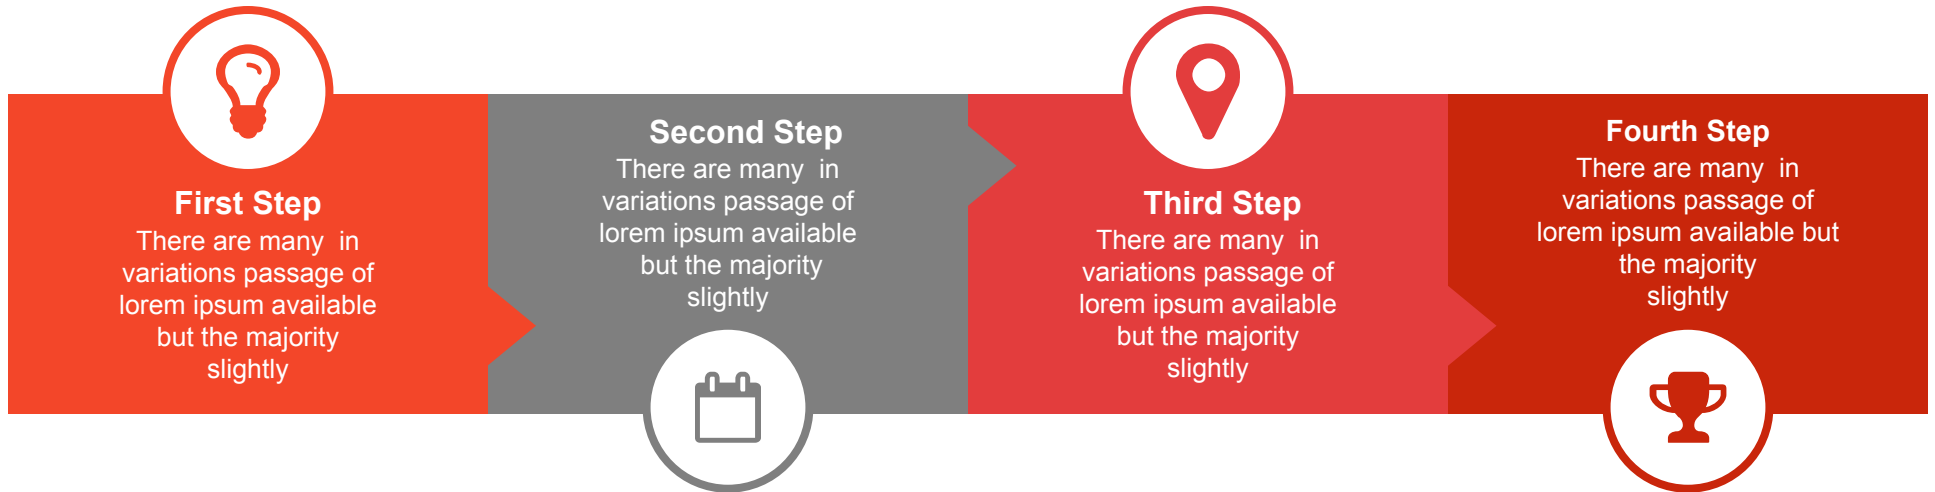 First Step
There are many  in
variations passage of
lorem ipsum available
but the majority
slightly
Second Step
There are many  in
variations passage of
lorem ipsum available
but the majority
slightly
Third Step
There are many  in
variations passage of
lorem ipsum available
but the majority
slightly
Fourth Step
There are many  in
variations passage of
lorem ipsum available but
the majority
slightly